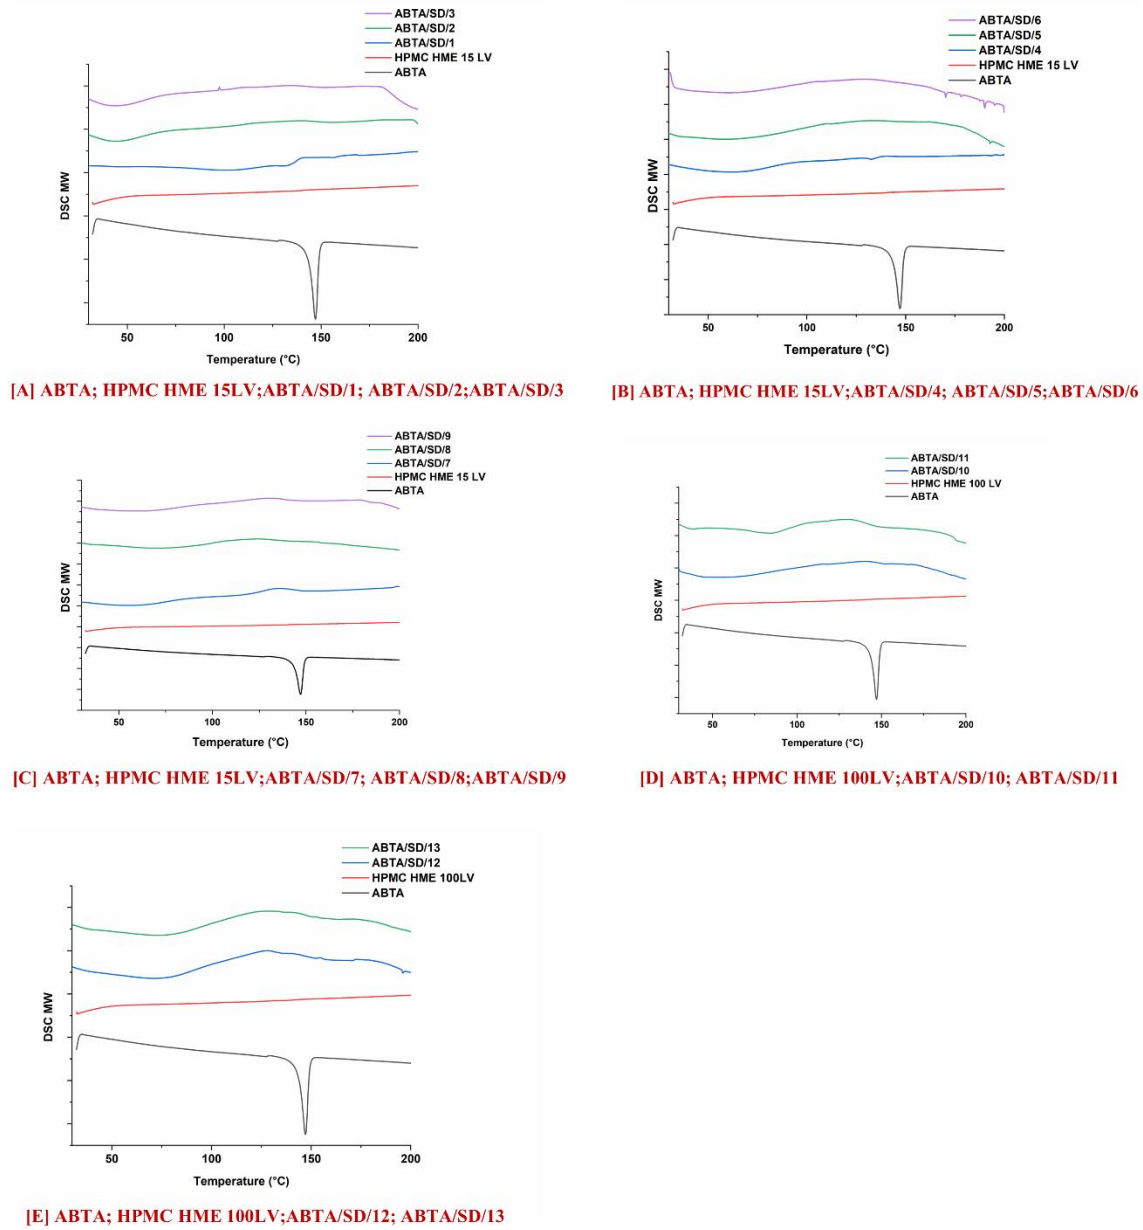 ABTA/SD/3
ABTA/SD/2
ABTA/SD/1
HPMC HME 15 LV
ABTA
DSC MW
50
100
150
200
Temperature (°C)
[A] ABTA; HPMC HME 15LV;ABTA/SD/1; ABTA/SD/2;ABTA/SD/3
ABTA/SD/6
ABTA/SD/5
ABTA/SD/4
HPMC HME 15 LV
ABTA
DSC MW
50
100
150
200
Temperature (°C)
[B] ABTA; HPMC HME 15LV;ABTA/SD/4; ABTA/SD/5;ABTA/SD/6
ABTA/SD/9
ABTA/SD/8
ABTA/SD/7
HPMC HME 15 LV
ABTA
DSC MW
50
100
150
200
Temperature (°C)
[C] ABTA; HPMC HME 15LV;ABTA/SD/7; ABTA/SD/8;ABTA/SD/9
ABTA/SD/11
ABTA/SD/10
HPMC HME 100 LV
ABTA
DSC MW
50
100
150
200
Temperature (°C)
[D] ABTA; HPMC HME 100LV;ABTA/SD/10; ABTA/SD/11
ABTA/SD/13
ABTA/SD/12
HPMC HME 100LV
ABTA
DSC MW
50
100
150
200
Temperature (°C)
[E] ABTA; HPMC HME 100LV;ABTA/SD/12; ABTA/SD/13